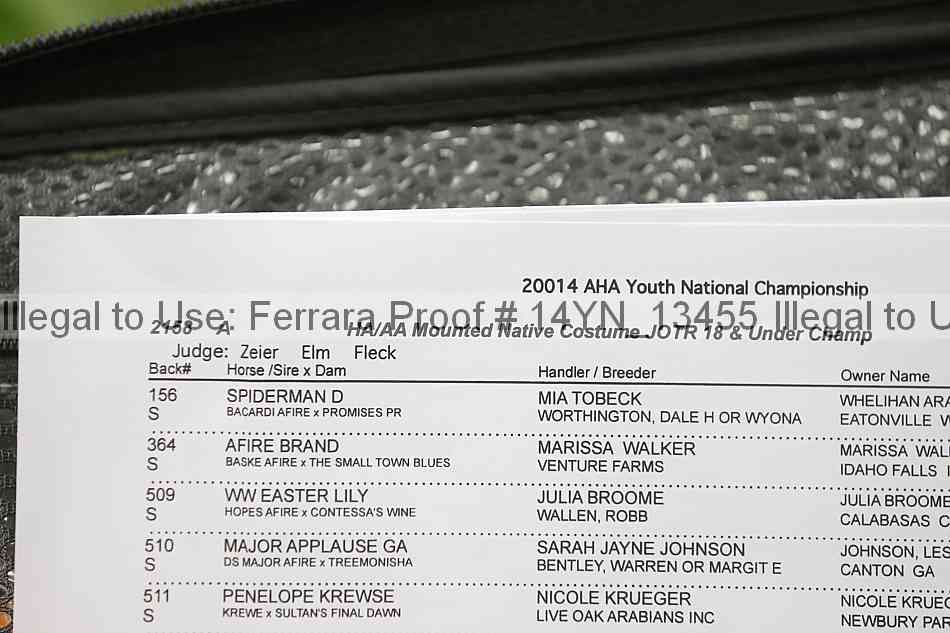 20014 AHA Youth National Championship
Illegal to Use: Ferrara Proof # 14YN_13455 Illegal to U
2158 A HA/AA Mounted Native Costume JOTR 18 & Under Champ
Judge: Zeier Elm Fleck
Back# Horse /Sire x Dam Handler / Breeder Owner Name
156 SPIDERMAN D MIA TOBECK WHELIHAN ARA
S BACARDI AFIRE x PROMISES PR WORTHINGTON, DALE H OR WYONA EATONVILLE W
364 AFIRE BRAND MARISSA WALKER MARISSA WAL
S BASKE AFIRE x THE SMALL TOWN BLUES VENTURE FARMS IDAHO FALLS I
509 WW EASTER LILY JULIA BROOME JULIA BROOME
S HOPES AFIRE x CONTESSA'S WINE WALLEN, ROBB CALABASAS C
510 MAJOR APPLAUSE GA SARAH JAYNE JOHNSON JOHNSON, LES
S DS MAJOR AFIRE x TREEMONISHA BENTLEY, WARREN OR MARGIT E CANTON GA
511 PENELOPE KREWSE NICOLE KRUEGER NICOLE KRUEG
S KREWE x SULTAN'S FINAL DAWN LIVE OAK ARABIANS INC NEWBURY PAR